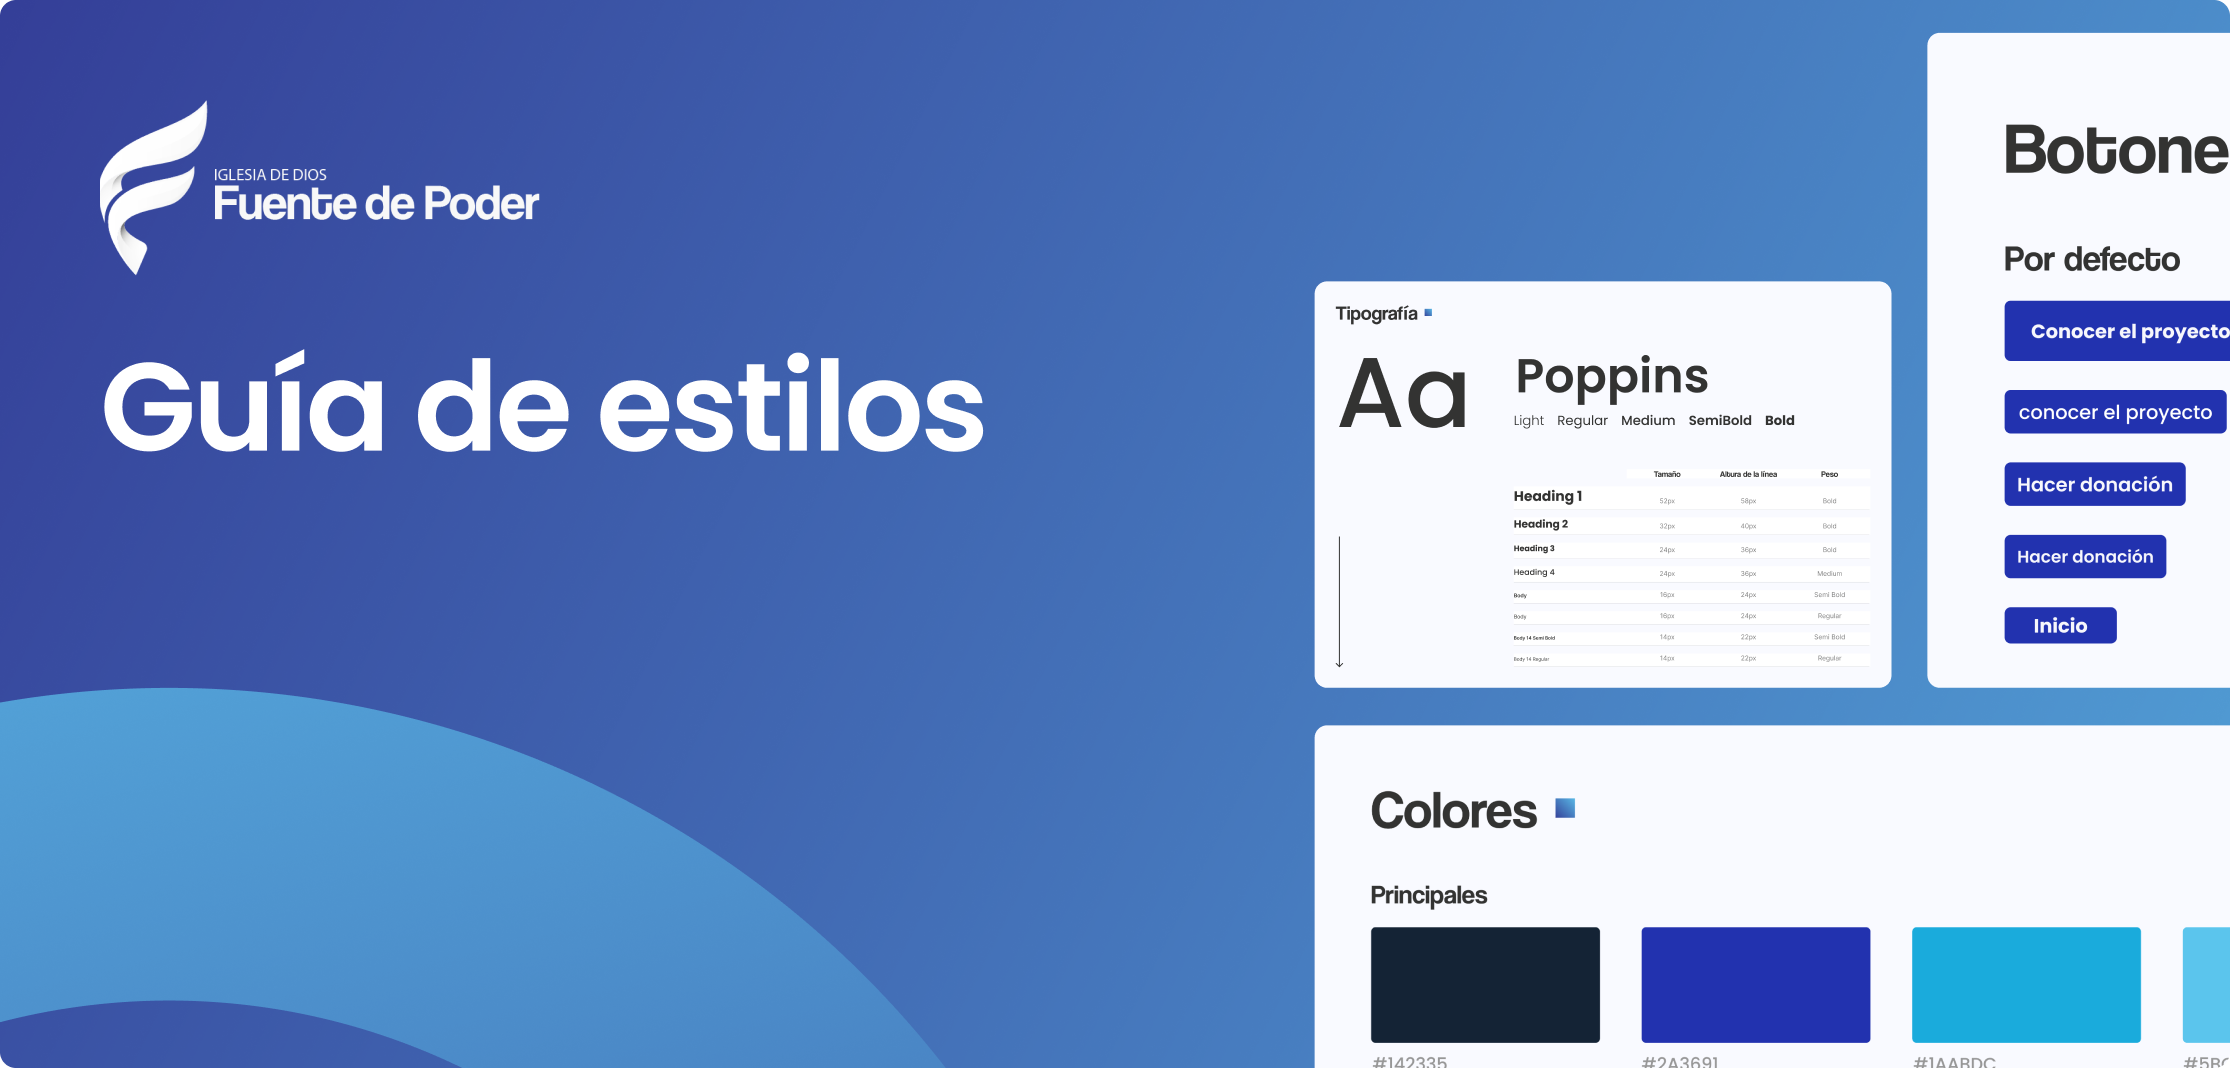 IGLESIA DE DIOS
Fuente de Poder
Guía de estilos
Tipografía
Aa
Poppins
Light Regular Medium SemiBold Bold
Tamaño Albura de la línea Peso
Heading 1 52px 58px Bold
Heading 2 32px 40px Bold
Heading 3 24px 36px Bold
Heading 4 24px 36px Medium
Body 16px 24px Semi Bold
Body 16px 24px Regular
Body 14 Semi Bold 14px 22px Semi Bold
Body 14 Regular 14px 22px Regular
Botone
Por defecto
Conocer el proyecto
conocer el proyecto
Hacer donación
Hacer donación
Inicio
Colores
Principales
#142335 #2A3691 #1AABDC